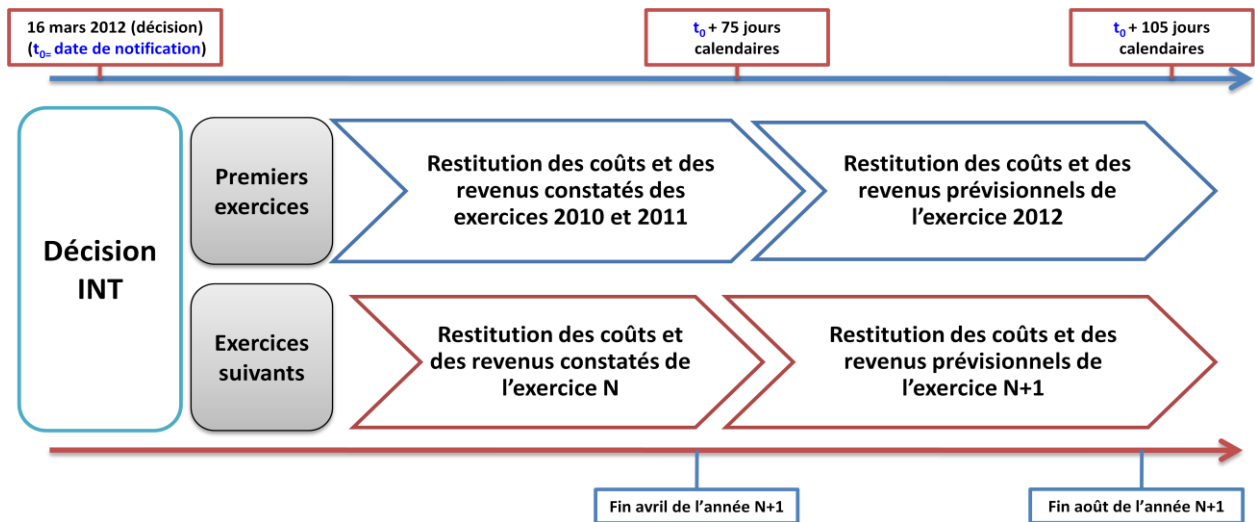 16 mars 2012 (décision)
(t0= date de notification)
t0 + 75 jours
calendaires
t0 + 105 jours
calendaires
Décision
INT
Premiers
exercices
Restitution des coûts et des
revenus constatés des
exercices 2010 et 2011
Restitution des coûts et des
revenus prévisionnels de
l’exercice 2012
Exercices
suivants
Restitution des coûts et
des revenus constatés de
l’exercice N
Restitution des coûts et des
revenus prévisionnels de
l’exercice N+1
Fin avril de l’année N+1
Fin août de l’année N+1